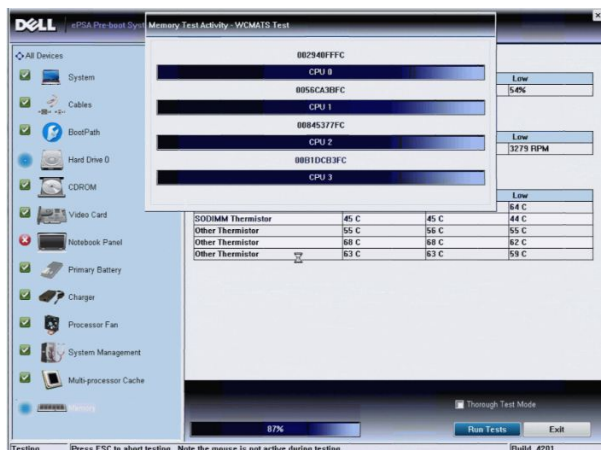 DELL
ePSA Pre-boot Syst
Memory Test Activity - WCMATS Test
002940FFFC
CPU 0
0056CA3BFC
CPU 1
00845377FC
CPU 2
00B1DCB3FC
CPU 3
All Devices
System
Cables
BootPath
Hard Drive 0
CDROM
Video Card
Notebook Panel
Primary Battery
Charger
Processor Fan
System Management
Multi-processor Cache
Memory
Low
54%
Low
3279 RPM
Low
64 C
SODIMM Thermistor 45 C 45 C 44 C
Other Thermistor 55 C 56 C 55 C
Other Thermistor 68 C 68 C 62 C
Other Thermistor 63 C 63 C 59 C
Thorough Test Mode
87%
Run Tests Exit
Testing Press ESC to abort testing. Note the mouse is not active during testing Build 4201